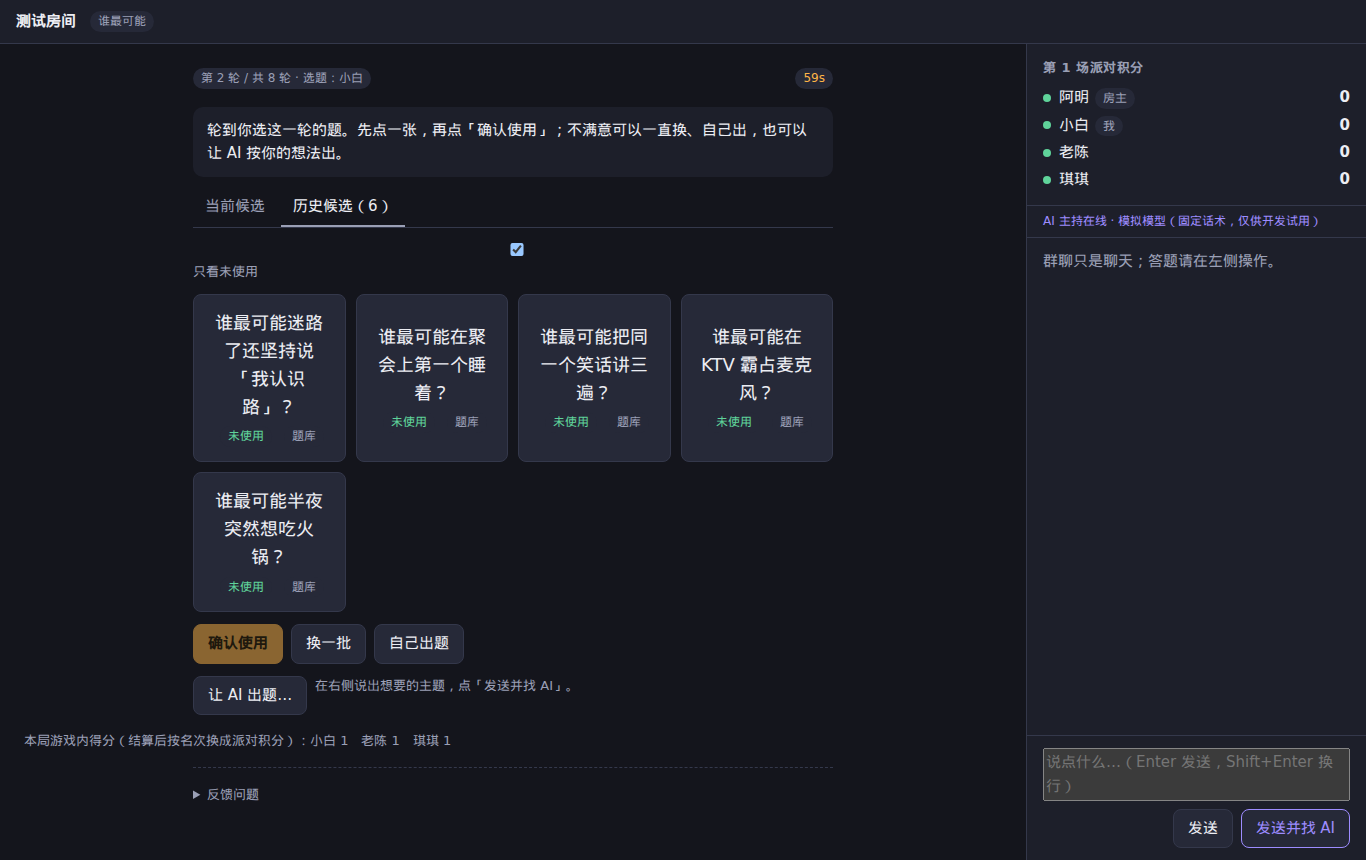 测试房间 谁最可能
第 2 轮 / 共 8 轮 · 选题：小白 59s
轮到你选这一轮的题。先点一张，再点「确认使用」；不满意可以一直换、自己出，也可以
让 AI 按你的想法出。
当前候选 历史候选（6）
只看未使用
谁最可能迷路
了还坚持说
「我认识
路」？
未使用 题库
谁最可能在聚
会上第一个睡
着？
未使用 题库
谁最可能把同
一个笑话讲三
遍？
未使用 题库
谁最可能在
KTV 霸占麦克
风？
未使用 题库
谁最可能半夜
突然想吃火
锅？
未使用 题库
确认使用 换一批 自己出题
让 AI 出题… 在右侧说出想要的主题，点「发送并找 AI」。
本局游戏内得分（结算后按名次换成派对积分）：小白 1 老陈 1 琪琪 1
▶ 反馈问题
第 1 场派对积分
阿明 房主 0
小白 我 0
老陈 0
琪琪 0
AI 主持在线 · 模拟模型（固定话术，仅供开发试用）
群聊只是聊天；答题请在左侧操作。
说点什么…（Enter 发送，Shift+Enter 换
行）
发送 发送并找 AI